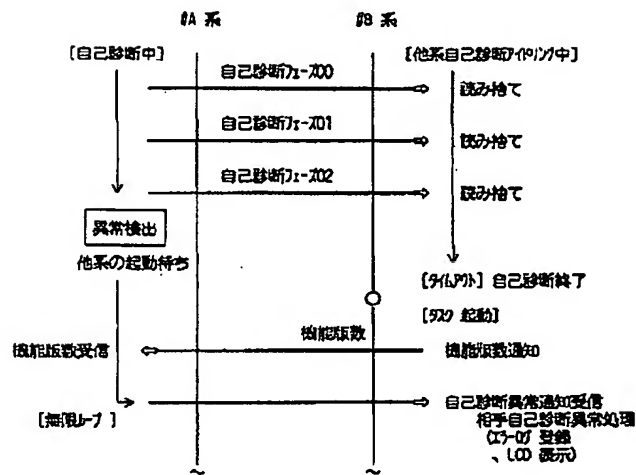 #A 系
#B 系
[自己診断中]
[他系自己診断アイドリング中]
自己診断フェーズ00
読み捨て
自己診断フェーズ01
読み捨て
自己診断フェーズ02
読み捨て
異常検出
他系の起動待ち
[タイムアウト] 自己診断終了
[タスク 起動]
機能版数
機能版数受信
機能版数通知
[無限ループ]
自己診断異常通知受信
相手自己診断異常処理
(エラーログ 登録
、LCD 表示)